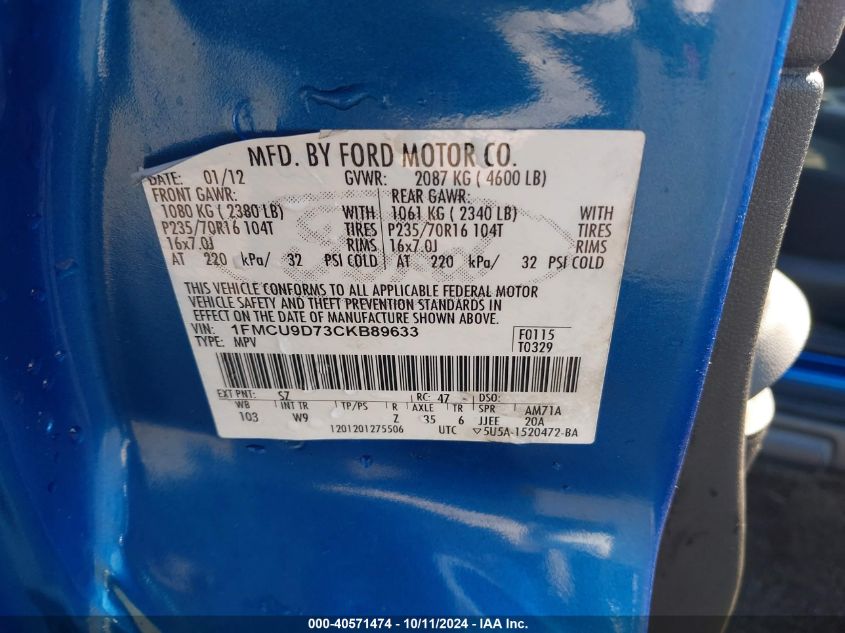 MFD. BY FORD MOTOR CO.
DATE: 01/12 GVWR: 2087 KG ( 4600 LB)
FRONT GAWR: REAR GAWR:
1080 KG ( 2380 LB) WITH 1061 KG ( 2340 LB) WITH
P235/70R16 104T TIRES P235/70R16 104T TIRES
16x7.0J RIMS 16x7.0J RIMS
AT 220 kPa/ 32 PSI COLD AT 220 kPa/ 32 PSI COLD
THIS VEHICLE CONFORMS TO ALL APPLICABLE FEDERAL MOTOR
VEHICLE SAFETY AND THEFT PREVENTION STANDARDS IN
EFFECT ON THE DATE OF MANUFACTURE SHOWN ABOVE.
VIN: 1FMCU9D73CKB89633 F0115
TYPE: MPV T0329
EXT PNT: SZ RC: 47 DSO:
WB INT TR TP/PS R AXLE TR SPR AM71A
103 W9 Z 35 6 JJEE 20A
1201201275506 UTC ▽5U5A-1520472-BA
000-40571474 - 10/11/2024 - IAA Inc.